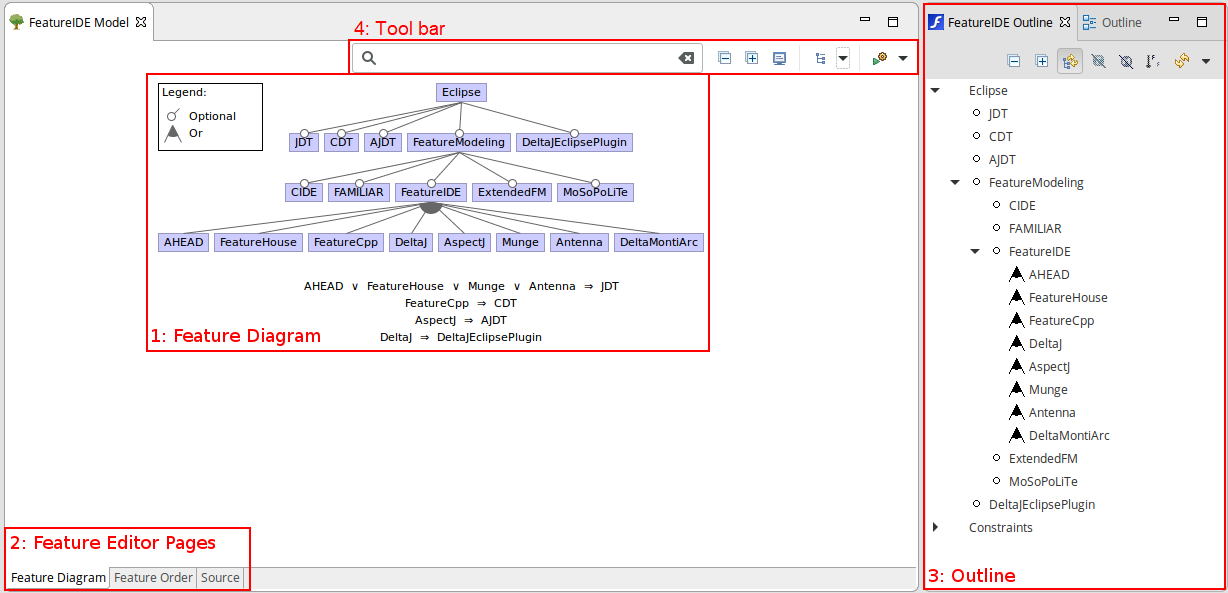 FeatureIDE Model
4: Tool bar
FeatureIDE Outline
Outline
Legend:
Optional
Or
Eclipse
JDT
CDT
AJDT
FeatureModeling
DeltaJEclipsePlugin
CIDE
FAMILIAR
FeatureIDE
ExtendedFM
MoSoPoLiTe
AHEAD
FeatureHouse
FeatureCpp
DeltaJ
AspectJ
Munge
Antenna
DeltaMontiArc
AHEAD ∨ FeatureHouse ∨ Munge ∨ Antenna ⇒ JDT
FeatureCpp ⇒ CDT
AspectJ ⇒ AJDT
DeltaJ ⇒ DeltaJEclipsePlugin
1: Feature Diagram
2: Feature Editor Pages
Feature Diagram
Feature Order
Source
Eclipse
JDT
CDT
AJDT
FeatureModeling
CIDE
FAMILIAR
FeatureIDE
AHEAD
FeatureHouse
FeatureCpp
DeltaJ
AspectJ
Munge
Antenna
DeltaMontiArc
ExtendedFM
MoSoPoLiTe
DeltaJEclipsePlugin
Constraints
3: Outline